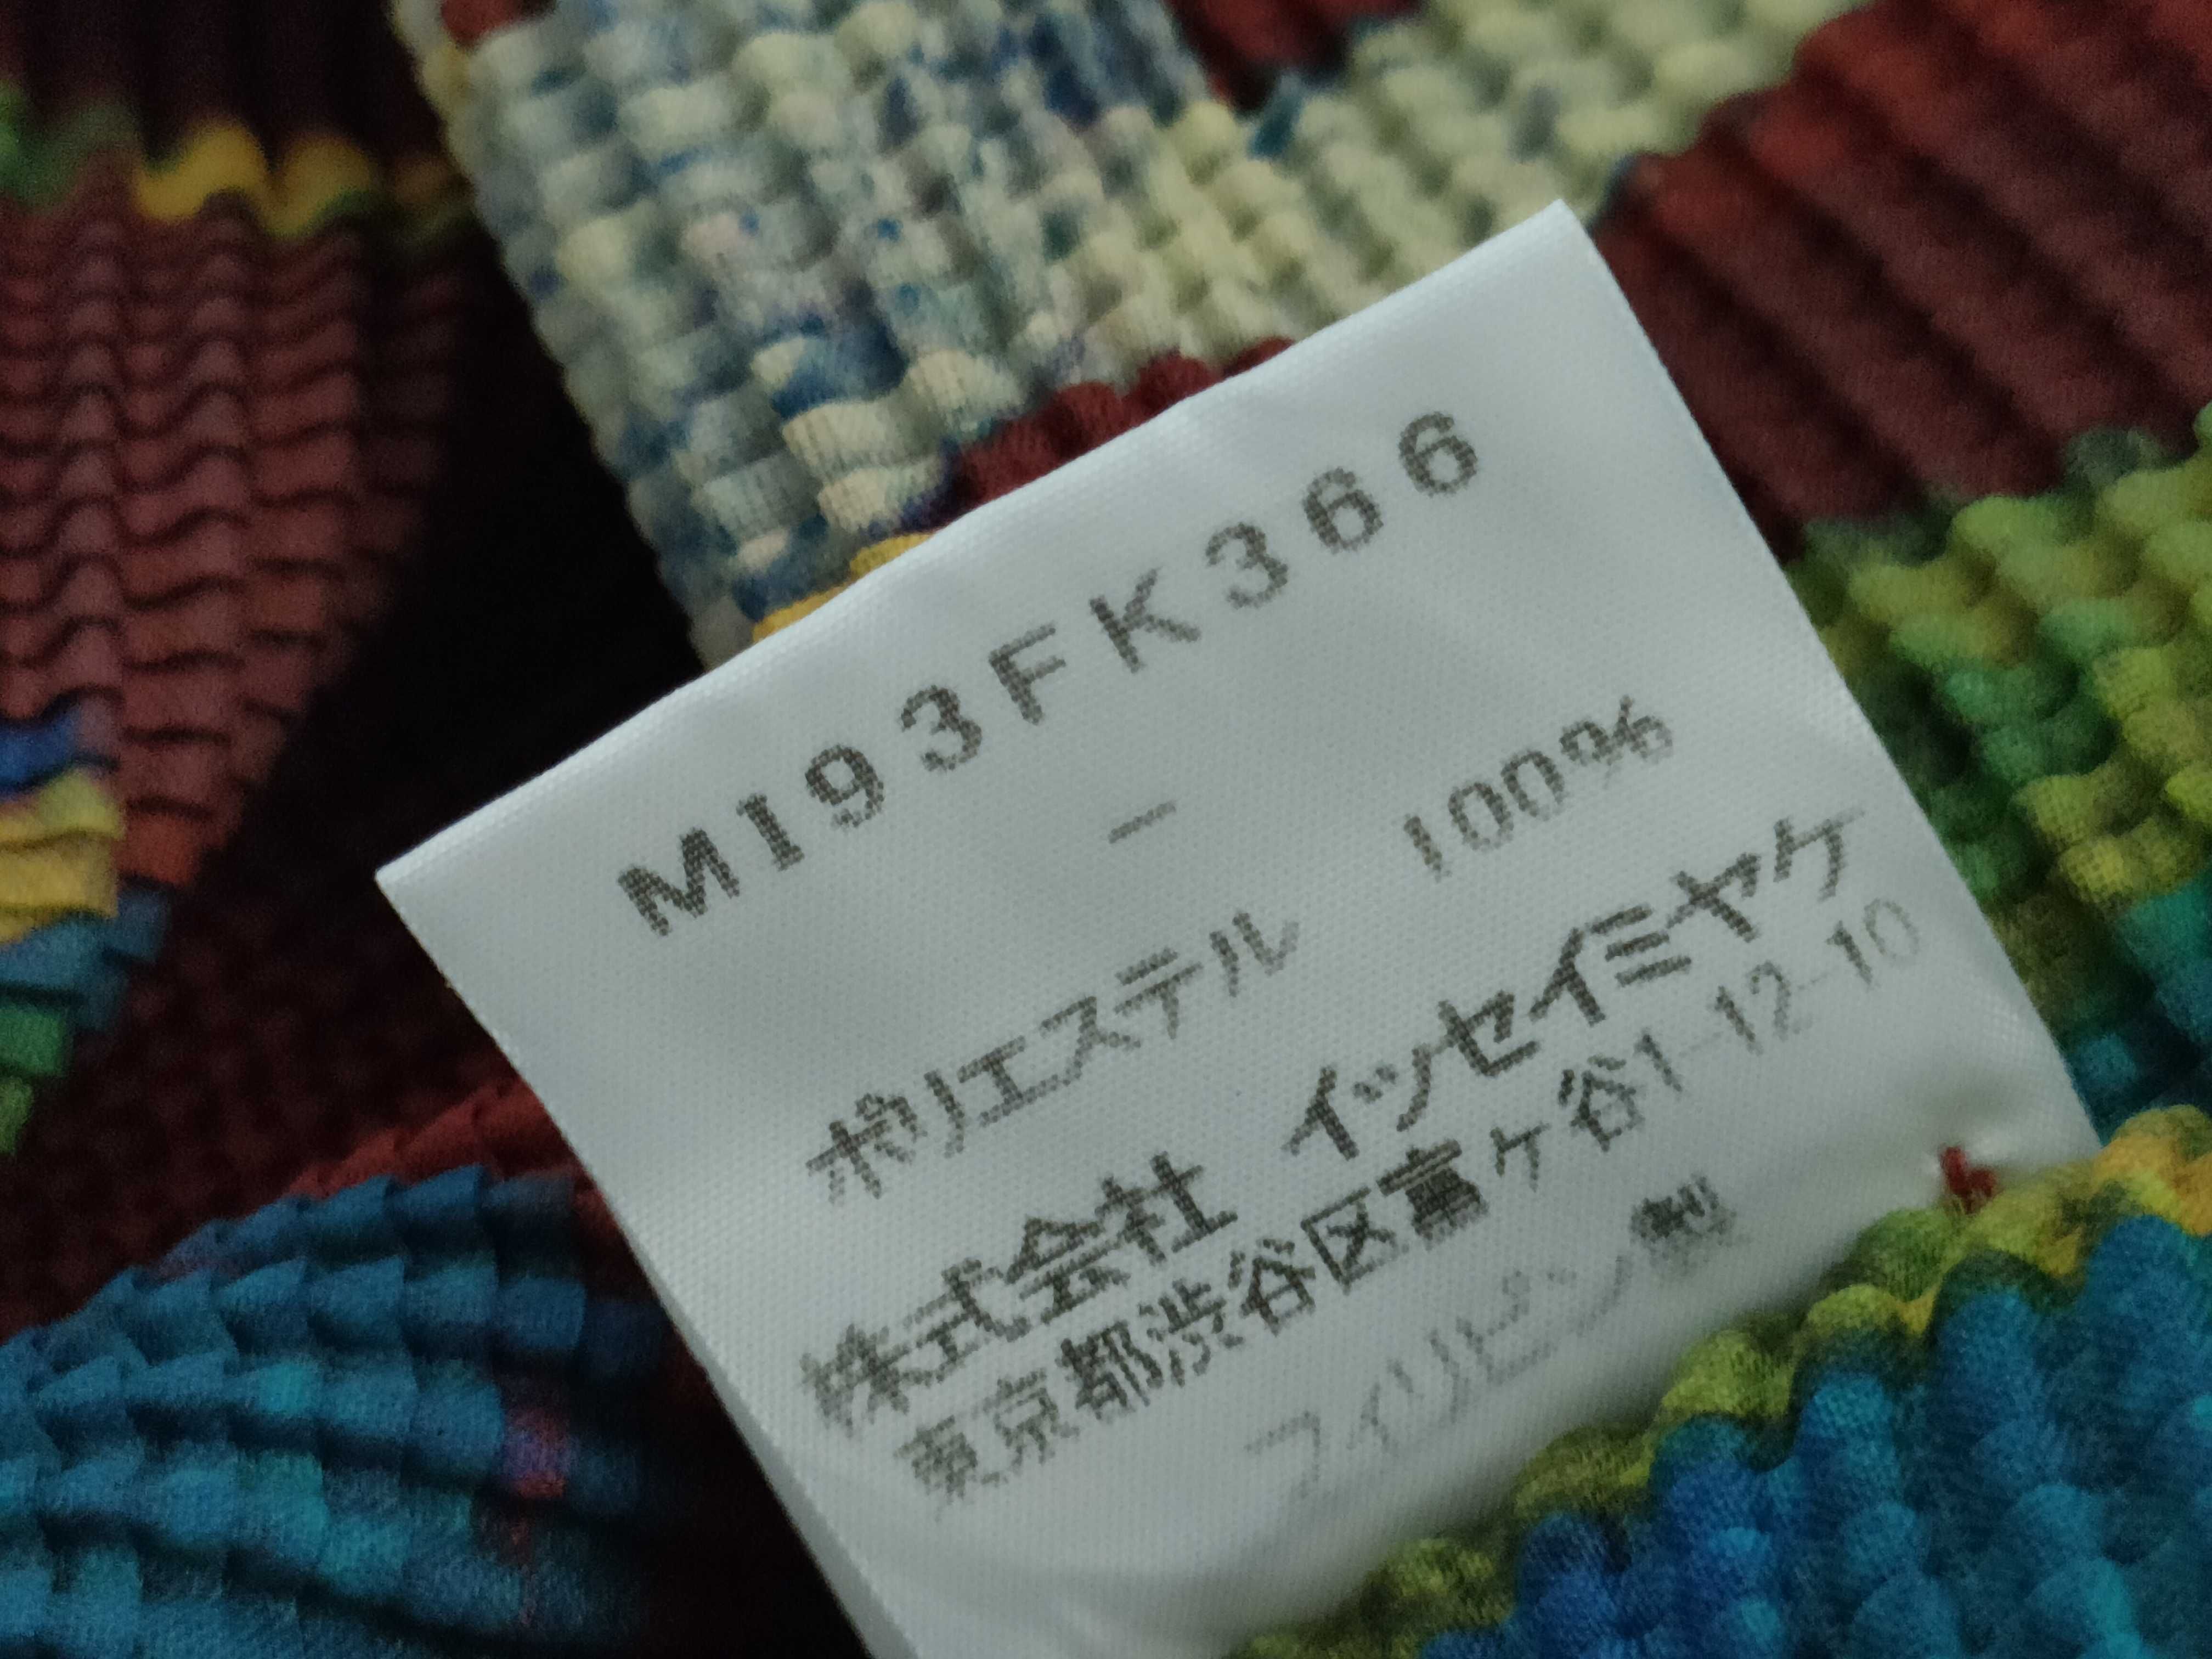 MI93FK366
—
ポリエステル 100%
株式会社 イッセイミヤケ
東京都渋谷区富ヶ谷1-12-10
フィリピン製